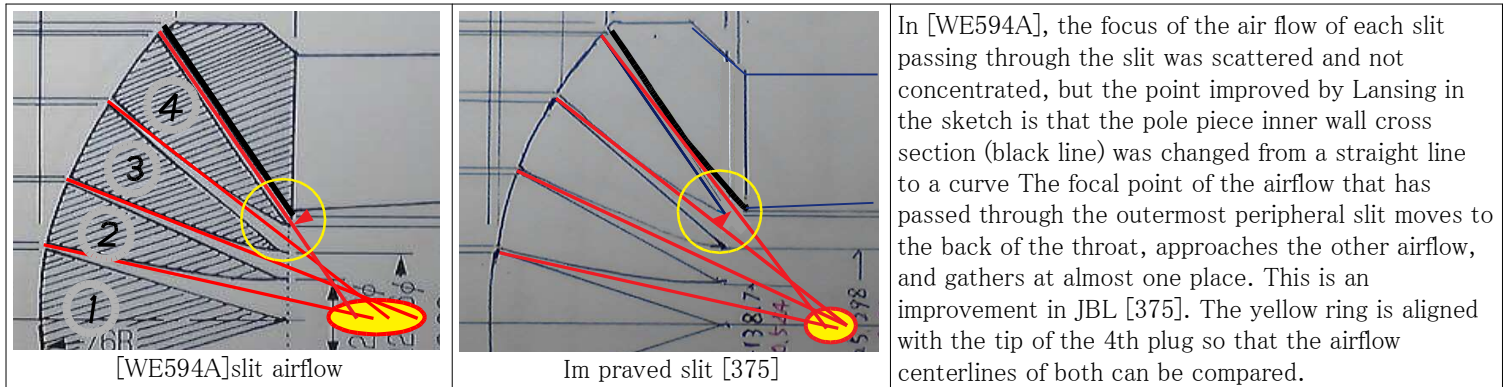 4
3
2
1
76R
[WE594A]slit airflow
Im praved slit [375]
In [WE594A], the focus of the air flow of each slit
passing through the slit was scattered and not
concentrated, but the point improved by Lansing in
the sketch is that the pole piece inner wall cross
section (black line) was changed from a straight line
to a curve The focal point of the airflow that has
passed through the outermost peripheral slit moves to
the back of the throat, approaches the other airflow,
and gathers at almost one place. This is an
improvement in JBL [375]. The yellow ring is aligned
with the tip of the 4th plug so that the airflow
centerlines of both can be compared.